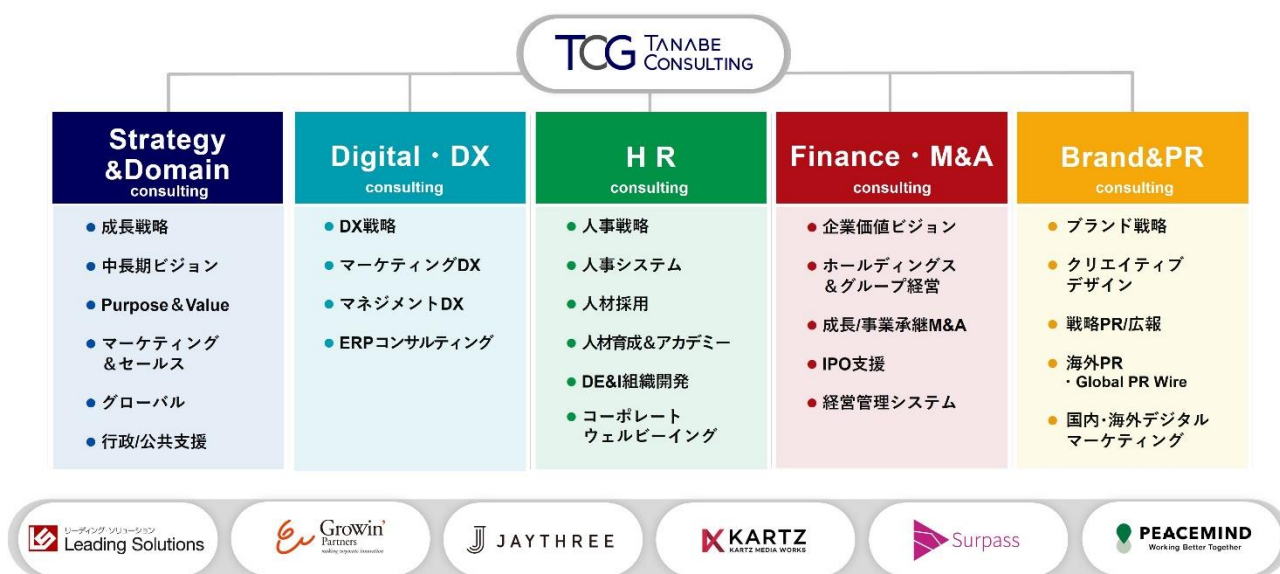 TCG TANABE
CONSULTING
Strategy
&Domain
consulting
● 成長戦略
● 中長期ビジョン
● Purpose＆Value
● マーケティング
＆セールス
● グローバル
● 行政/公共支援
Digital・DX
consulting
● DX戦略
● マーケティングDX
● マネジメントDX
● ERPコンサルティング
HR
consulting
● 人事戦略
● 人事システム
● 人材採用
● 人材育成&アカデミー
● DE&I組織開発
● コーポレート
ウェルビーイング
Finance・M&A
consulting
● 企業価値ビジョン
● ホールディングス
＆グループ経営
● 成長/事業承継M&A
● IPO支援
● 経営管理システム
Brand&PR
consulting
● ブランド戦略
● クリエイティブ
デザイン
● 戦略PR/広報
● 海外PR
・Global PR Wire
● 国内・海外デジタル
マーケティング
リーディング・ソリューション
Leading Solutions
GroWin'
Partners
making corporate innovation
JAYTHREE
KARTZ
KARTZ MEDIA WORKS
Surpass
PEACEMIND
Working Better Together